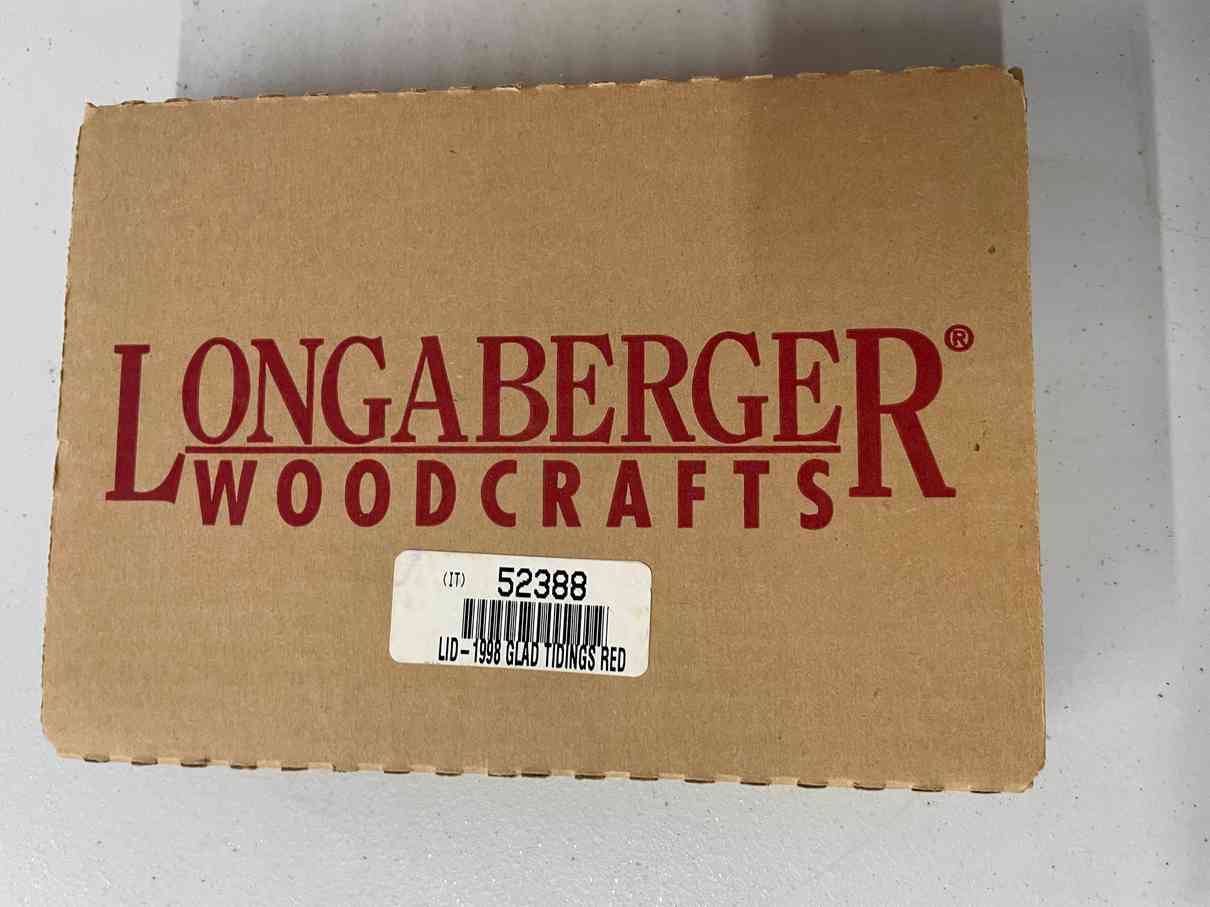 LONGABERGER®
WOODCRAFTS
(IT) 52388
LID-1998 GLAD TIDINGS RED